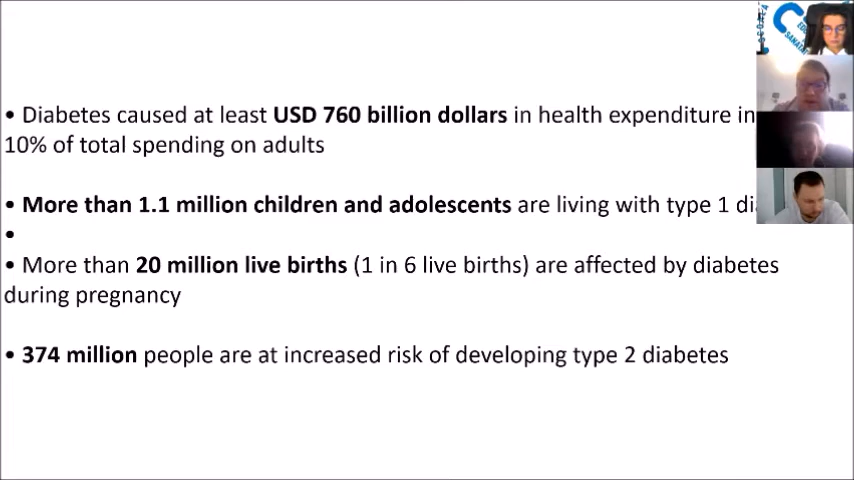 • Diabetes caused at least USD 760 billion dollars in health expenditure in
10% of total spending on adults
• More than 1.1 million children and adolescents are living with type 1
•
• More than 20 million live births (1 in 6 live births) are affected by diabetes
during pregnancy
• 374 million people are at increased risk of developing type 2 diabetes